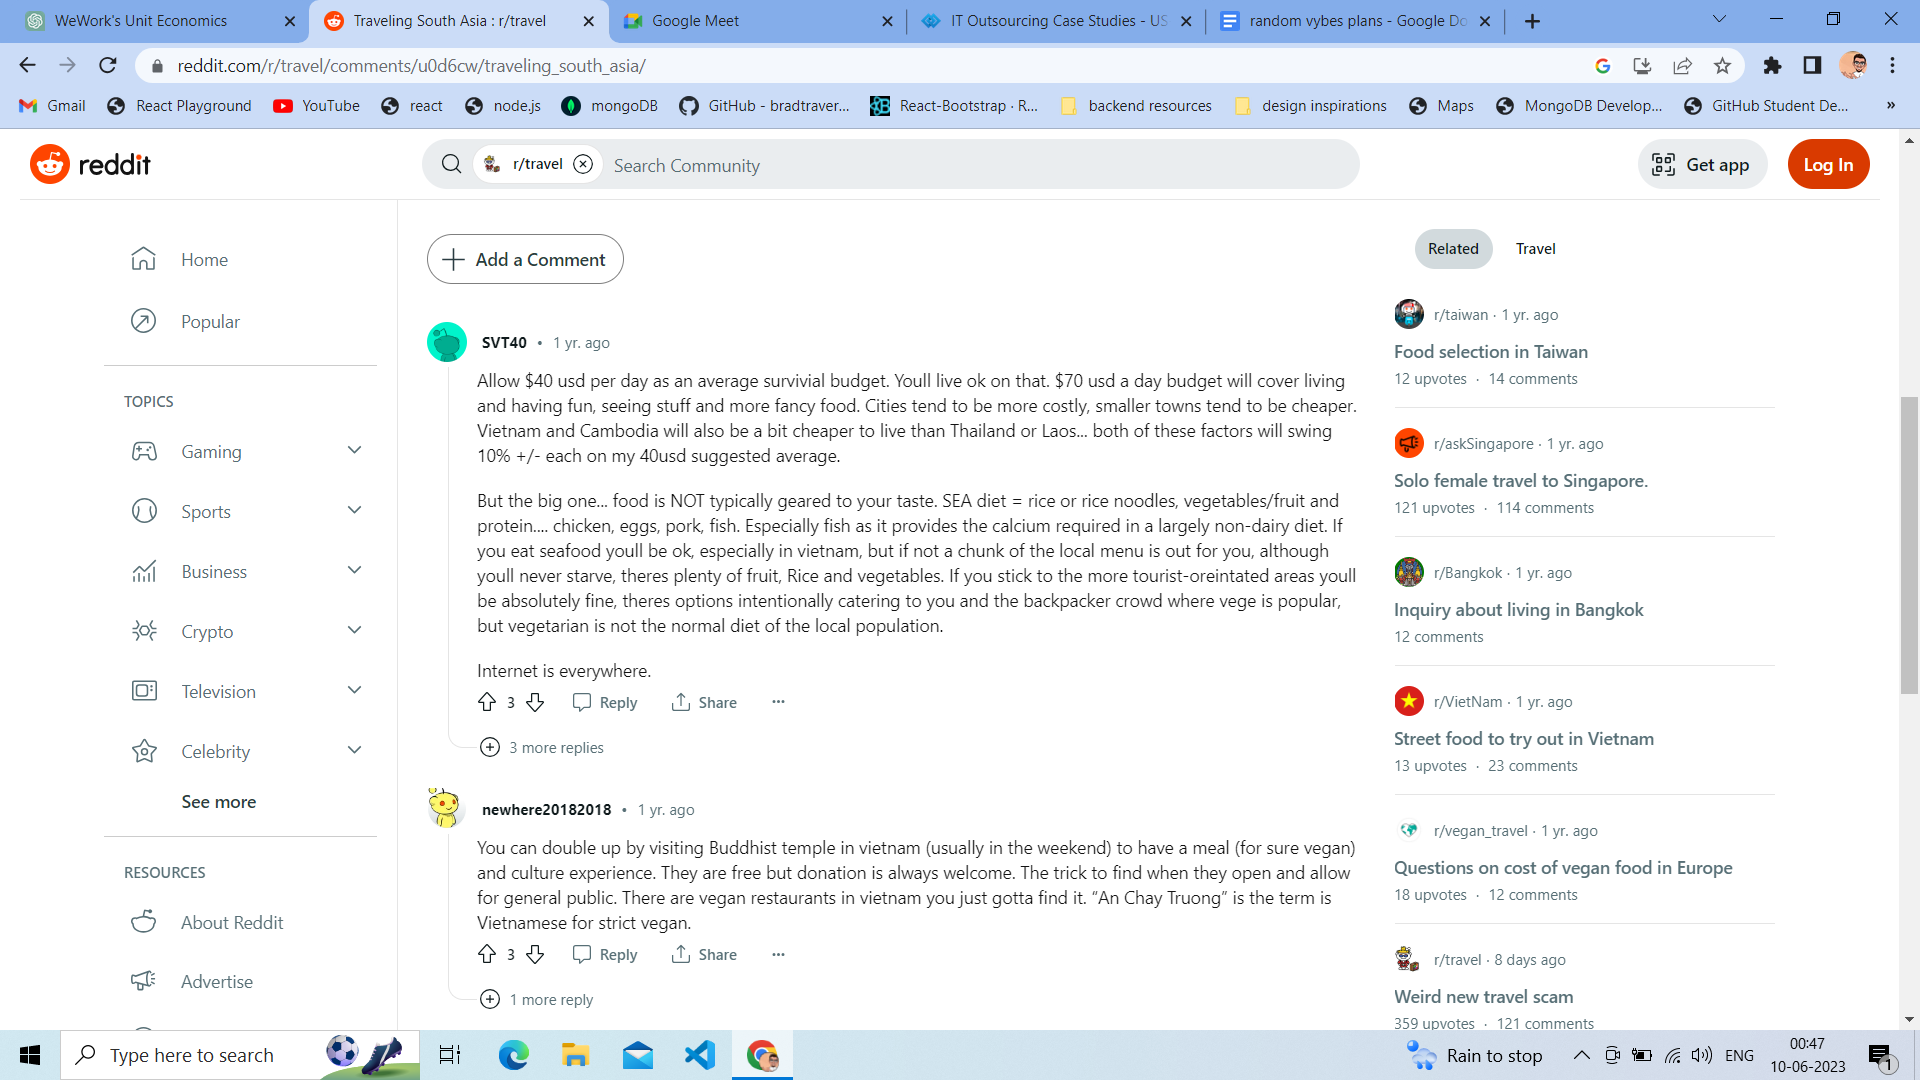 WeWork's Unit Economics
Traveling South Asia : r/travel
Google Meet
IT Outsourcing Case Studies - US
random vybes plans - Google Do
reddit.com/r/travel/comments/u0d6cw/traveling_south_asia/
Gmail
React Playground
YouTube
react
node.js
mongoDB
GitHub - bradtraver...
React-Bootstrap · R...
backend resources
design inspirations
Maps
MongoDB Develop...
GitHub Student De...
»
reddit
r/travel
Search Community
Get app
Log In
Home
Popular
TOPICS
Gaming
Sports
Business
Crypto
Television
Celebrity
See more
RESOURCES
About Reddit
Advertise
Add a Comment
SVT40 • 1 yr. ago
Allow $40 usd per day as an average survivial budget. Youll live ok on that. $70 usd a day budget will cover living
and having fun, seeing stuff and more fancy food. Cities tend to be more costly, smaller towns tend to be cheaper.
Vietnam and Cambodia will also be a bit cheaper to live than Thailand or Laos... both of these factors will swing
10% +/- each on my 40usd suggested average.
But the big one... food is NOT typically geared to your taste. SEA diet = rice or rice noodles, vegetables/fruit and
protein.... chicken, eggs, pork, fish. Especially fish as it provides the calcium required in a largely non-dairy diet. If
you eat seafood youll be ok, especially in vietnam, but if not a chunk of the local menu is out for you, although
youll never starve, theres plenty of fruit, Rice and vegetables. If you stick to the more tourist-oreintated areas youll
be absolutely fine, theres options intentionally catering to you and the backpacker crowd where vege is popular,
but vegetarian is not the normal diet of the local population.
Internet is everywhere.
3 Reply Share
3 more replies
newhere20182018 • 1 yr. ago
You can double up by visiting Buddhist temple in vietnam (usually in the weekend) to have a meal (for sure vegan)
and culture experience. They are free but donation is always welcome. The trick to find when they open and allow
for general public. There are vegan restaurants in vietnam you just gotta find it. “An Chay Truong” is the term is
Vietnamese for strict vegan.
3 Reply Share
1 more reply
Related
Travel
r/taiwan · 1 yr. ago
Food selection in Taiwan
12 upvotes · 14 comments
r/askSingapore · 1 yr. ago
Solo female travel to Singapore.
121 upvotes · 114 comments
r/Bangkok · 1 yr. ago
Inquiry about living in Bangkok
12 comments
r/VietNam · 1 yr. ago
Street food to try out in Vietnam
13 upvotes · 23 comments
r/vegan_travel · 1 yr. ago
Questions on cost of vegan food in Europe
18 upvotes · 12 comments
r/travel · 8 days ago
Weird new travel scam
359 upvotes · 121 comments
Type here to search
Rain to stop
ENG
00:47
10-06-2023
1